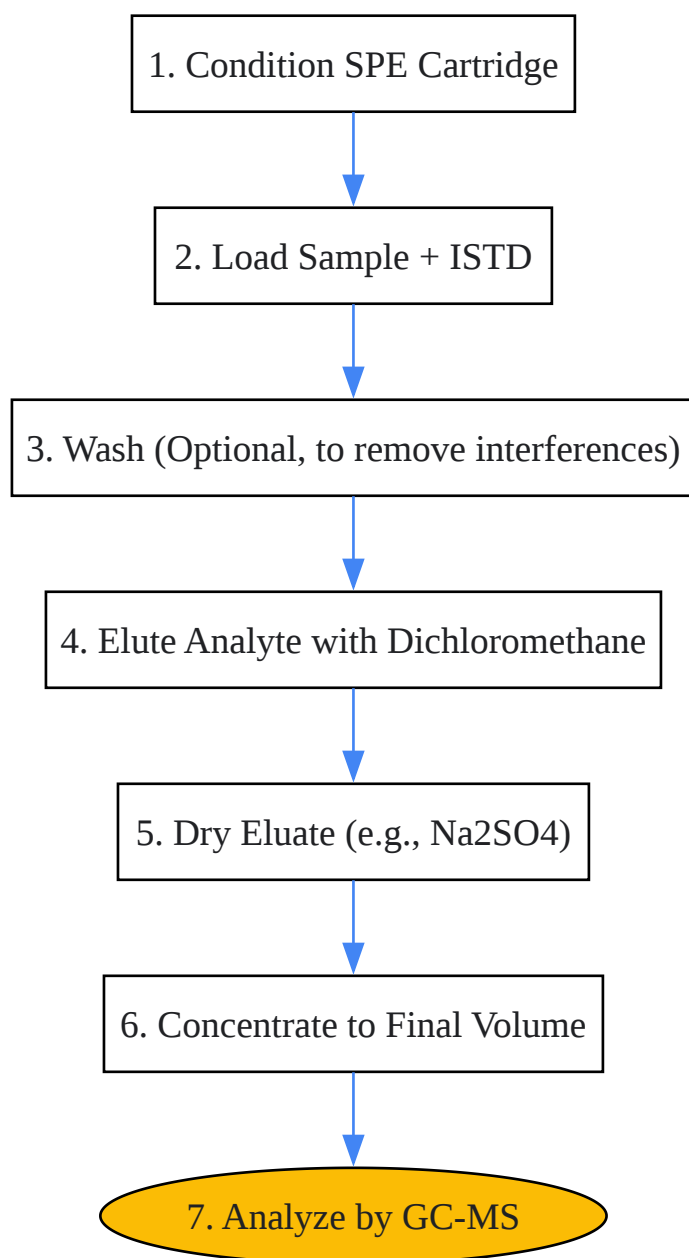 1. Condition SPE Cartridge
2. Load Sample + ISTD
3. Wash (Optional, to remove interferences)
4. Elute Analyte with Dichloromethane
5. Dry Eluate (e.g., Na2SO4)
6. Concentrate to Final Volume
7. Analyze by GC-MS